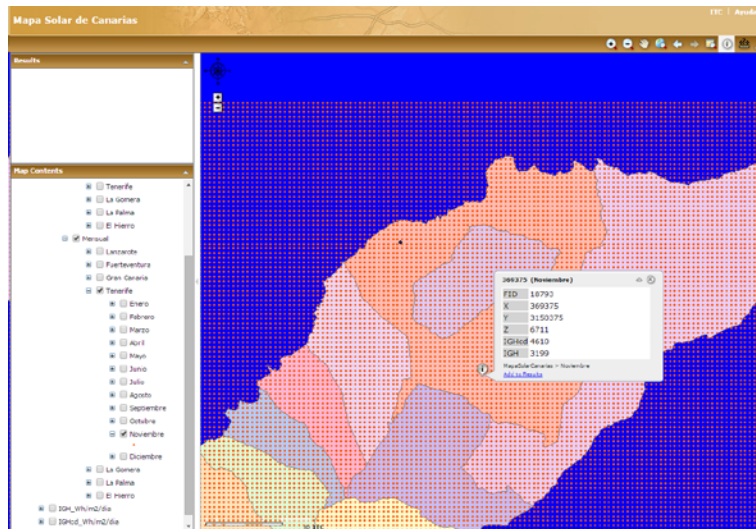 Mapa Solar de Canarias
ITC | Ayuda
Results
Map Contents
Tenerife
La Gomera
La Palma
El Hierro
Mensual
Lanzarote
Fuerteventura
Gran Canaria
Tenerife
Enero
Febrero
Marzo
Abril
Mayo
Junio
Julio
Agosto
Septiembre
Octubre
Noviembre
Diciembre
La Gomera
La Palma
El Hierro
IGH_Wh/m2/dia
IGHcd_Wh/m2/dia
369375 (Noviembre)
FID 18793
X 369375
Y 3150375
Z 6711
IGHcd 4610
IGH 3199
MapaSolarCanarias > Noviembre
Add to Results